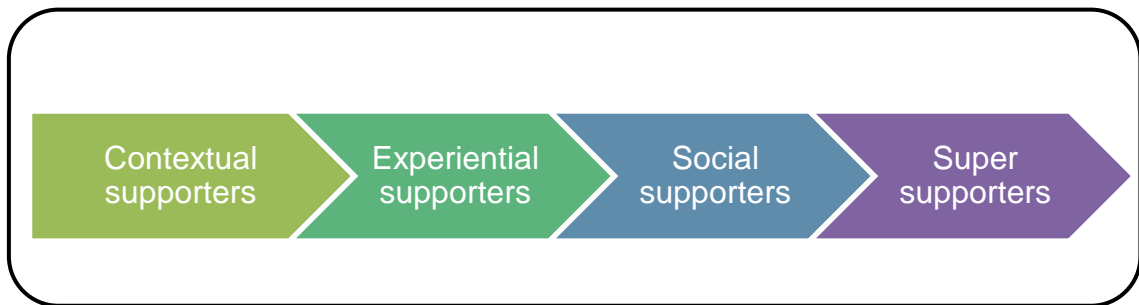 Contextual
supporters
Experiential
supporters
Social
supporters
Super
supporters